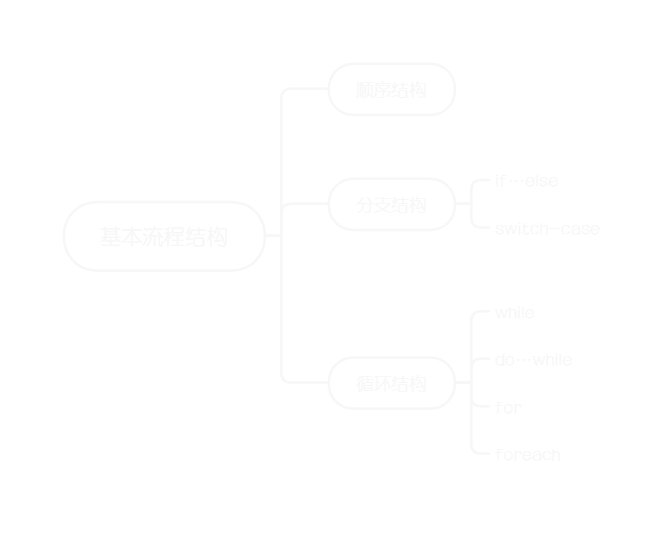 基本流程结构
顺序结构
分支结构
if…else
switch—case
循环结构
while
do…while
for
foreach